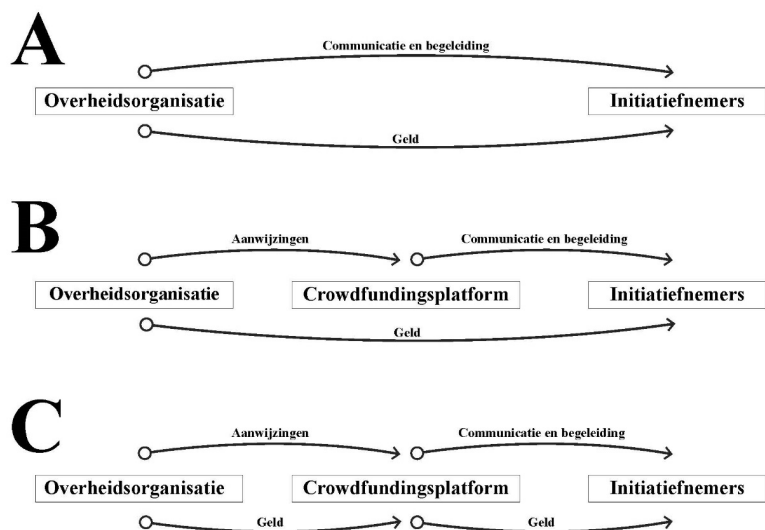 A
Communicatie en begeleiding
Overheidsorganisatie Initiatiefnemers
Geld
B
Aanwijzingen Communicatie en begeleiding
Overheidsorganisatie Crowdfundingsplatform Initiatiefnemers
Geld
C
Aanwijzingen Communicatie en begeleiding
Overheidsorganisatie Crowdfundingsplatform Initiatiefnemers
Geld Geld